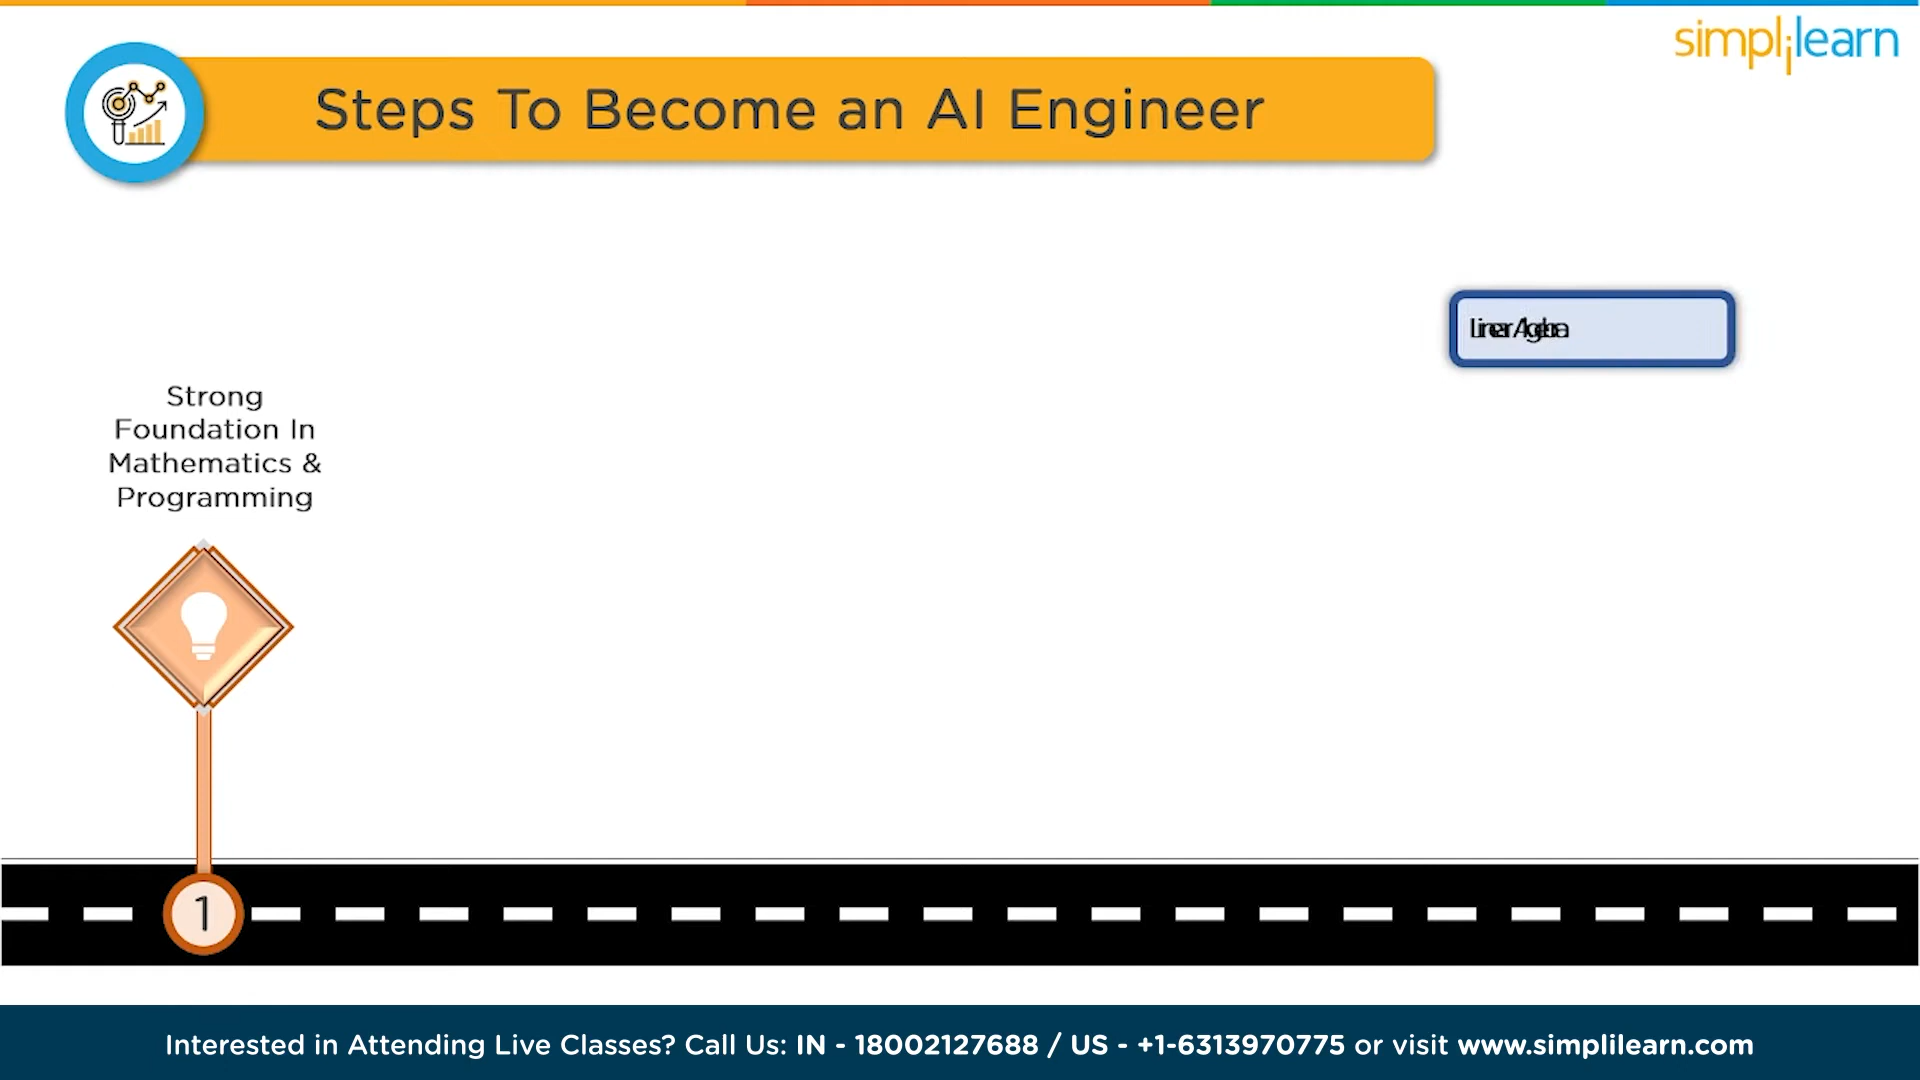 simplilearn
Steps To Become an AI Engineer
Strong
Foundation In
Mathematics &
Programming
1
Interested in Attending Live Classes? Call Us: IN - 18002127688 / US - +1-6313970775 or visit www.simplilearn.com